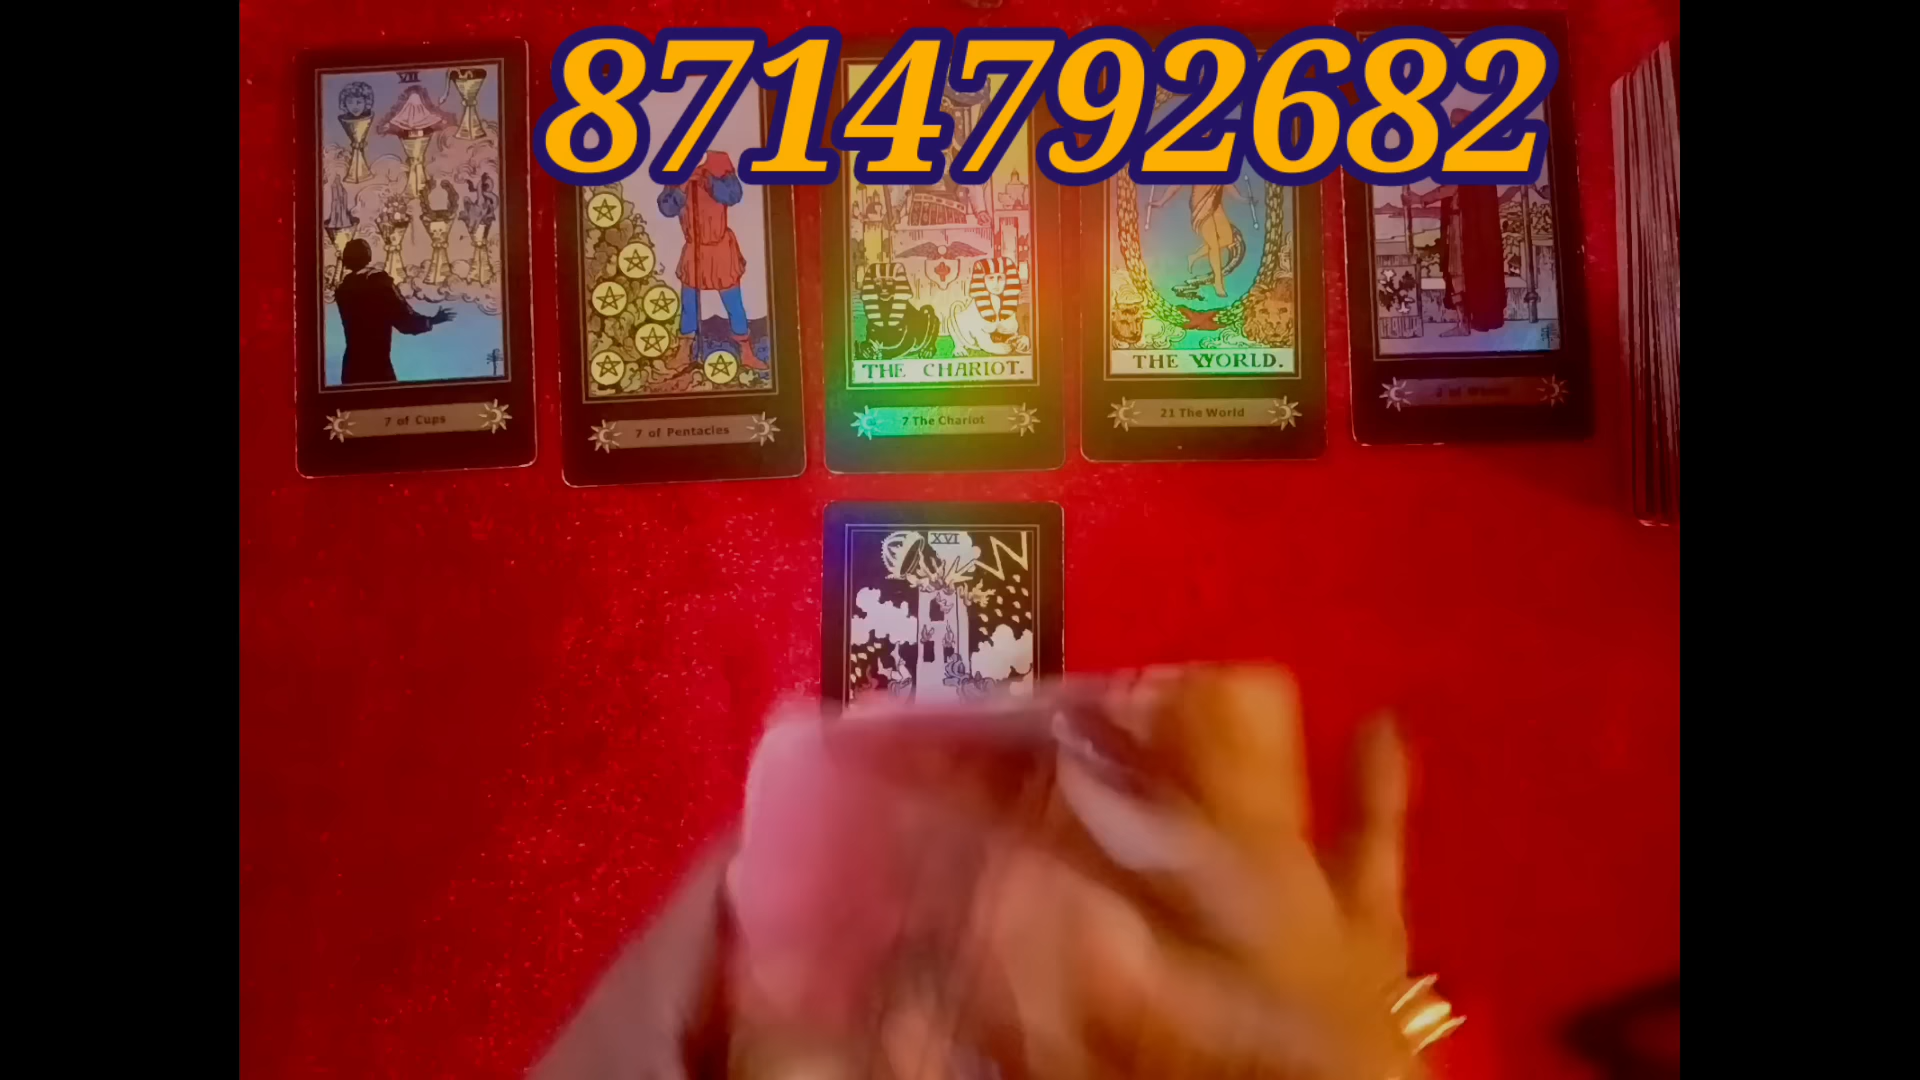 8714792682
VII
THE CHARIOT.
THE WORLD.
7 of Cups
7 of Pentacles
7 The Chariot
21 The World
XVI